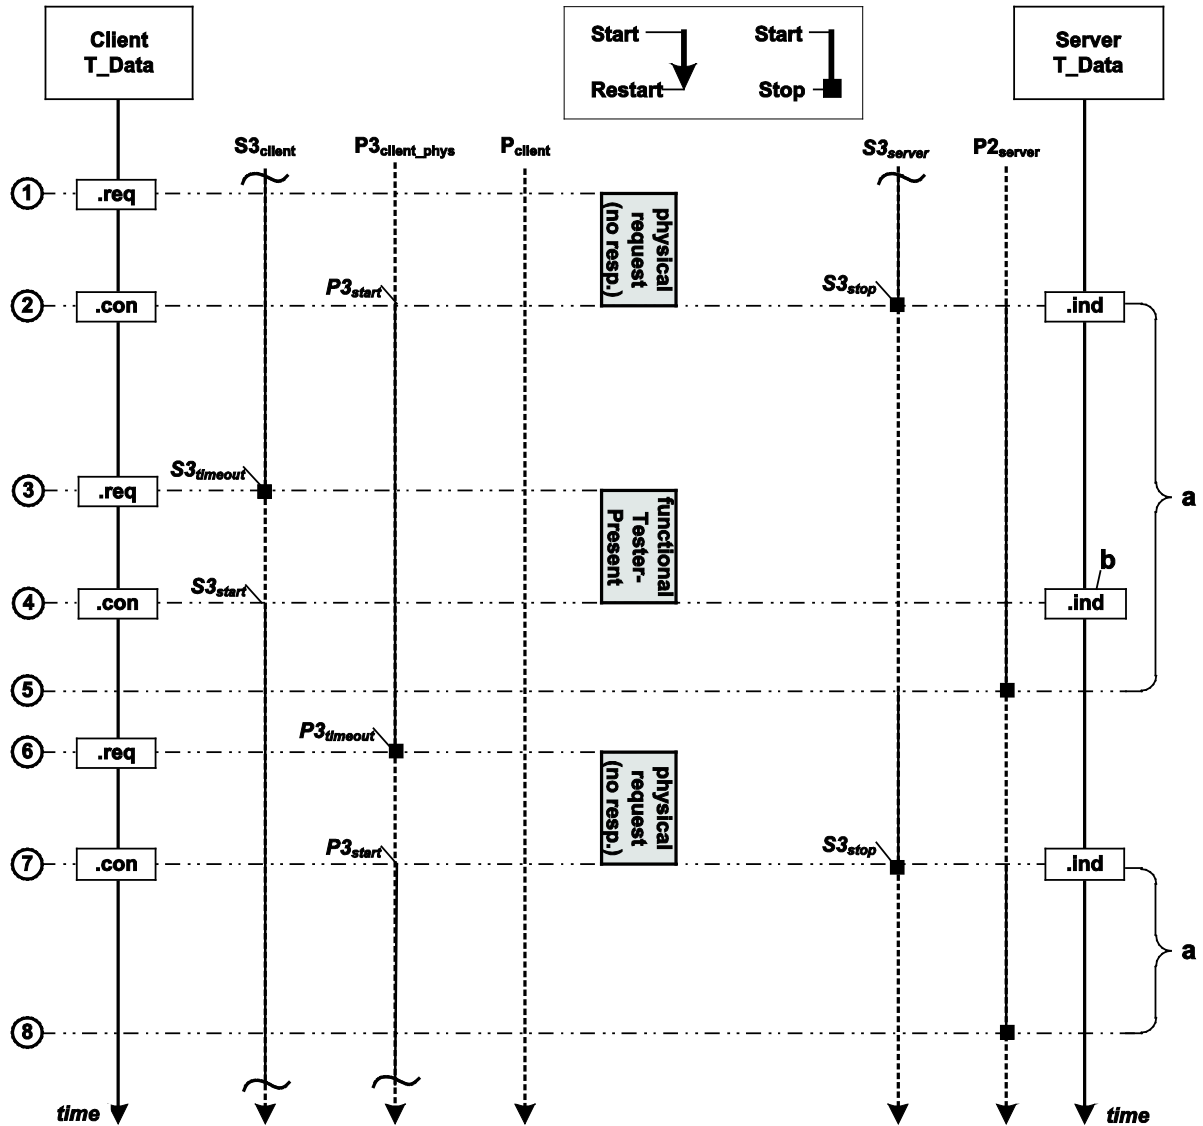 Client
T_Data
Start
Restart
Start
Stop
Server
T_Data
S3client
P3client_phys
Pclient
S3server
P2server
1
.req
physical
request
(no resp.)
2
.con
P3start
S3stop
.ind
a
3
.req
S3timeout
functional
Tester-
Present
4
.con
S3start
b
.ind
5
6
.req
P3timeout
physical
request
(no resp.)
7
.con
P3start
S3stop
.ind
a
8
time
time